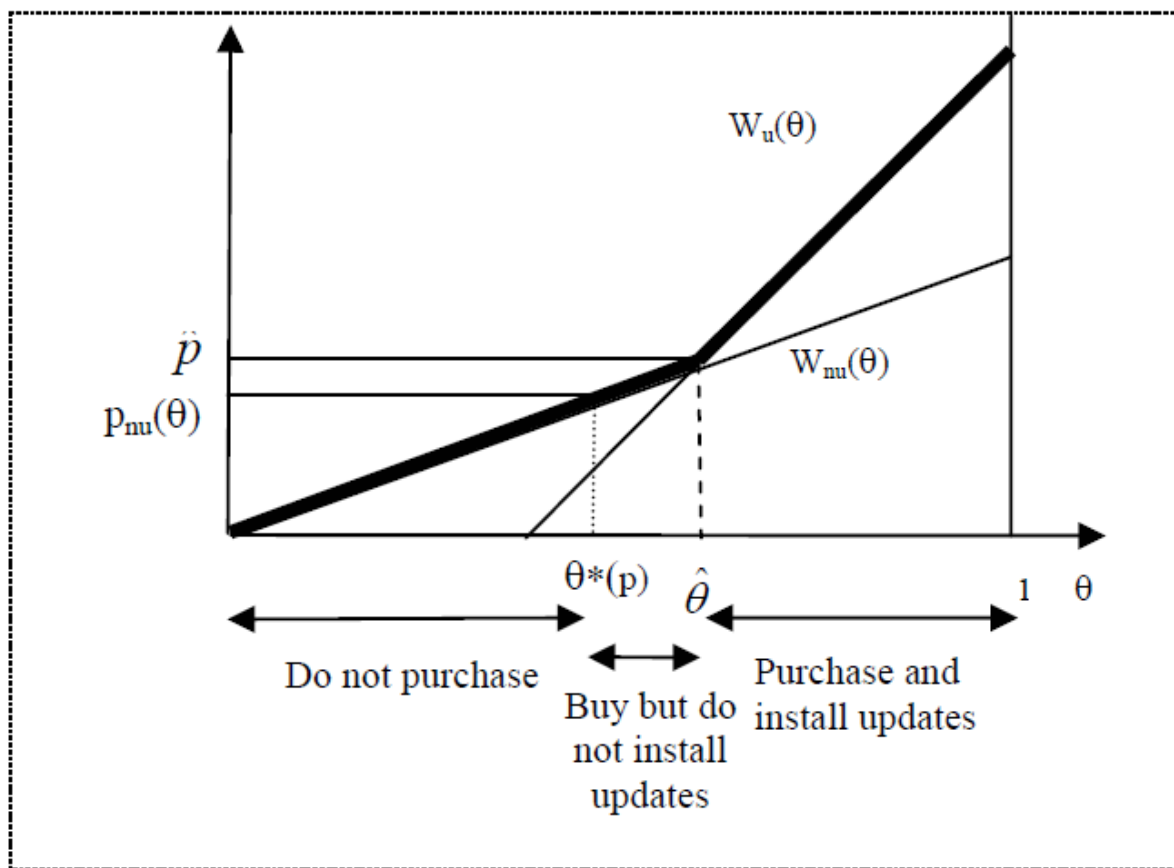 W_u(θ)
p̂
W_nu(θ)
p_nu(θ)
θ*(p)
θ̂
1 θ
Do not purchase
Buy but do
not install
updates
Purchase and
install updates